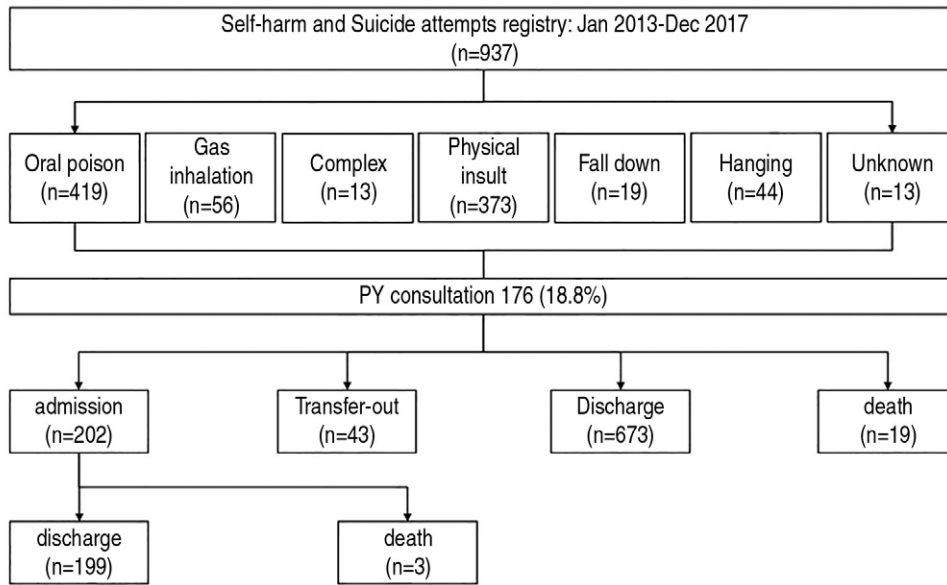 Self-harm and Suicide attempts registry: Jan 2013-Dec 2017
(n=937)
Oral poison
(n=419)
Gas
inhalation
(n=56)
Complex
(n=13)
Physical
insult
(n=373)
Fall down
(n=19)
Hanging
(n=44)
Unknown
(n=13)
PY consultation 176 (18.8%)
admission
(n=202)
Transfer-out
(n=43)
Discharge
(n=673)
death
(n=19)
discharge
(n=199)
death
(n=3)